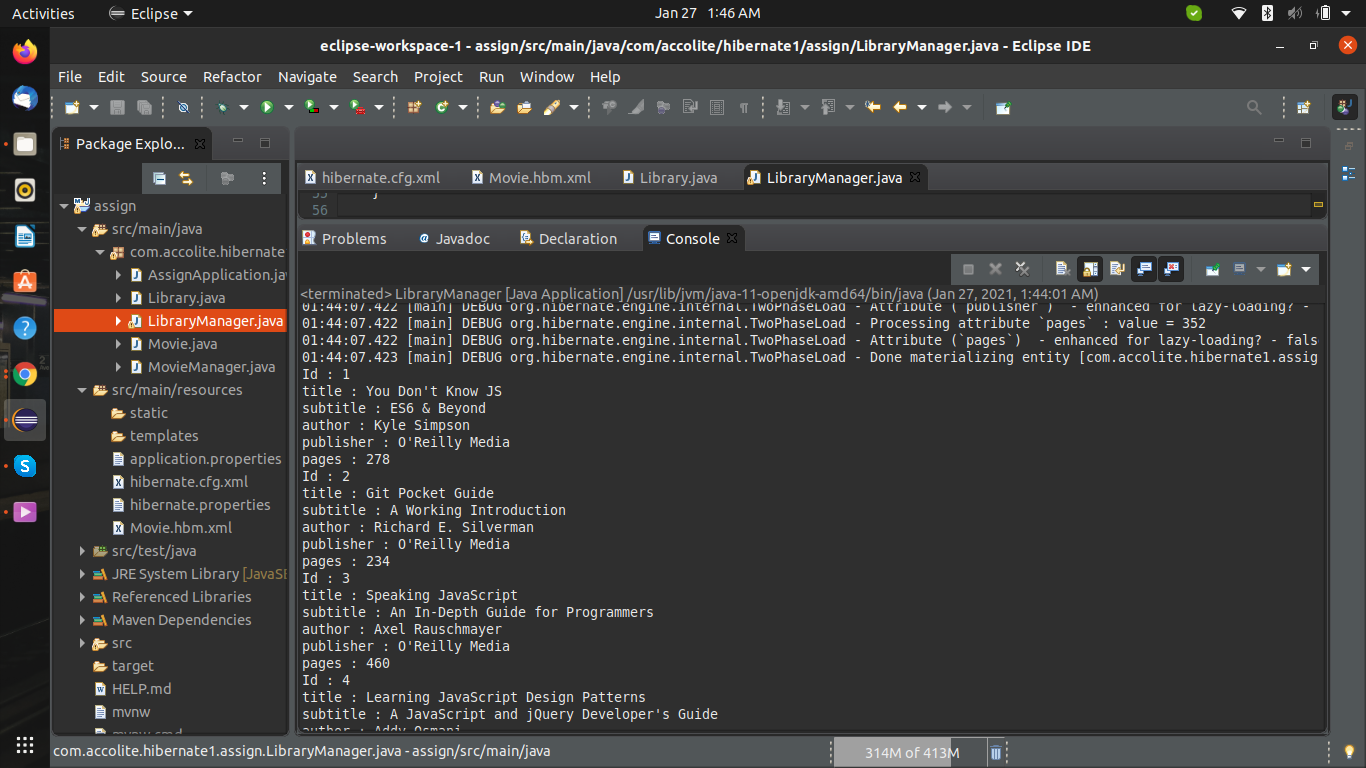 Activities
Eclipse
Jan 27 1:46 AM
eclipse-workspace-1 - assign/src/main/java/com/accolite/hibernate1/assign/LibraryManager.java - Eclipse IDE
File Edit Source Refactor Navigate Search Project Run Window Help
Package Explo...
assign
src/main/java
com.accolite.hibernate
AssignApplication.ja
Library.java
LibraryManager.java
Movie.java
MovieManager.java
src/main/resources
static
templates
application.properties
hibernate.cfg.xml
hibernate.properties
Movie.hbm.xml
src/test/java
JRE System Library [JavaSE
Referenced Libraries
Maven Dependencies
src
target
HELP.md
mvnw
mvnw.cmd
hibernate.cfg.xml Movie.hbm.xml Library.java LibraryManager.java
55 }
56
Problems Javadoc Declaration Console
<terminated> LibraryManager [Java Application] /usr/lib/jvm/java-11-openjdk-amd64/bin/java (Jan 27, 2021, 1:44:01 AM)
01:44:07.422 [main] DEBUG org.hibernate.engine.internal.TwoPhaseLoad - Attribute (`publisher`)  - enhanced for lazy-loading? -
01:44:07.422 [main] DEBUG org.hibernate.engine.internal.TwoPhaseLoad - Processing attribute `pages` : value = 352
01:44:07.422 [main] DEBUG org.hibernate.engine.internal.TwoPhaseLoad - Attribute (`pages`)  - enhanced for lazy-loading? - fals
01:44:07.423 [main] DEBUG org.hibernate.engine.internal.TwoPhaseLoad - Done materializing entity [com.accolite.hibernate1.assig
Id : 1
title : You Don't Know JS
subtitle : ES6 & Beyond
author : Kyle Simpson
publisher : O'Reilly Media
pages : 278
Id : 2
title : Git Pocket Guide
subtitle : A Working Introduction
author : Richard E. Silverman
publisher : O'Reilly Media
pages : 234
Id : 3
title : Speaking JavaScript
subtitle : An In-Depth Guide for Programmers
author : Axel Rauschmayer
publisher : O'Reilly Media
pages : 460
Id : 4
title : Learning JavaScript Design Patterns
subtitle : A JavaScript and jQuery Developer's Guide
author : Addy Osmani
com.accolite.hibernate1.assign.LibraryManager.java - assign/src/main/java
314M of 413M